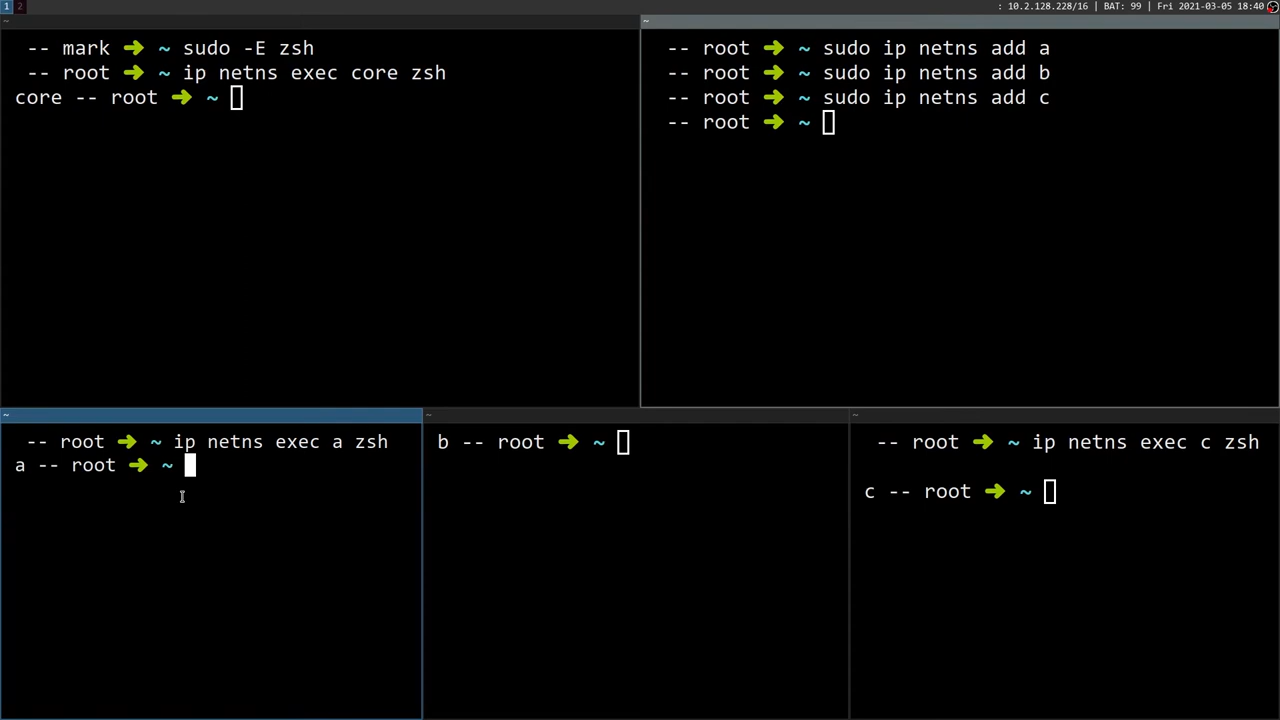 1 2
: 10.2.128.228/16 | BAT: 99 | Fri 2021-03-05 18:40
~
~
-- mark ➜ ~ sudo -E zsh
-- root ➜ ~ ip netns exec core zsh
core -- root ➜ ~
-- root ➜ ~ sudo ip netns add a
-- root ➜ ~ sudo ip netns add b
-- root ➜ ~ sudo ip netns add c
-- root ➜ ~
~
~
~
-- root ➜ ~ ip netns exec a zsh
a -- root ➜ ~
b -- root ➜ ~
-- root ➜ ~ ip netns exec c zsh
c -- root ➜ ~